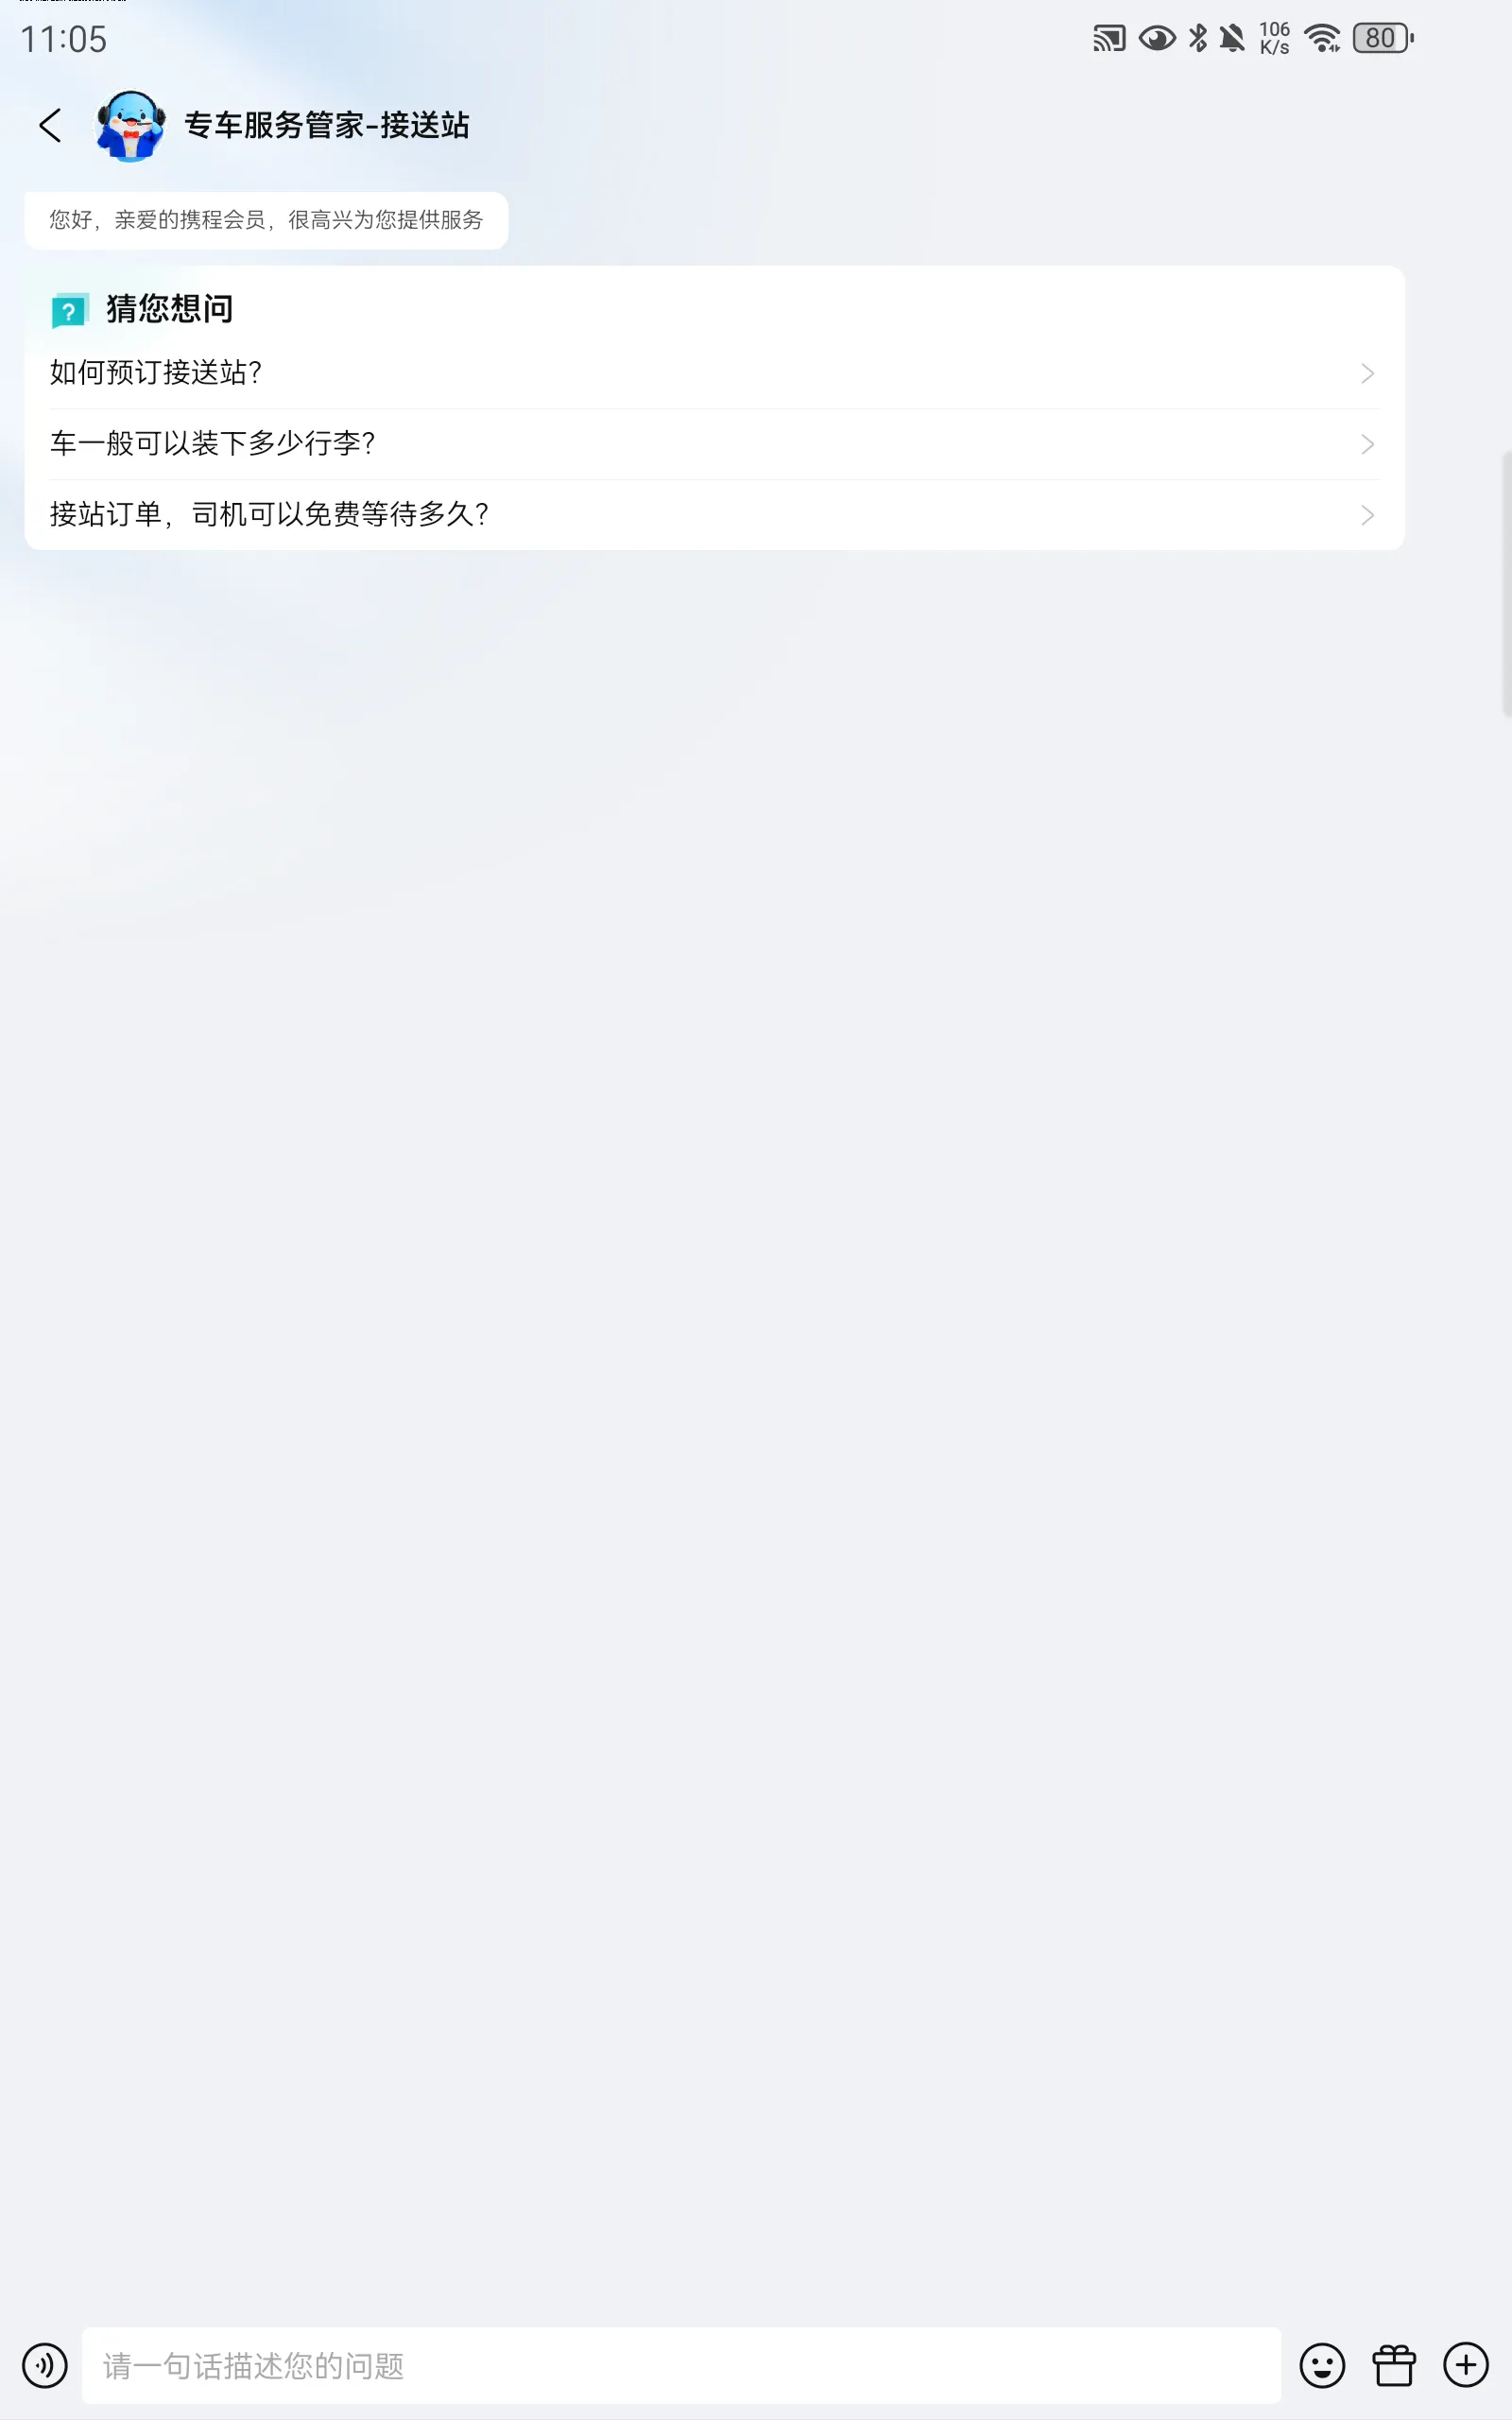 11:05
106
K/s
80
专车服务管家-接送站
您好，亲爱的携程会员，很高兴为您提供服务
猜您想问
如何预订接送站？
车一般可以装下多少行李？
接站订单，司机可以免费等待多久？
请一句话描述您的问题